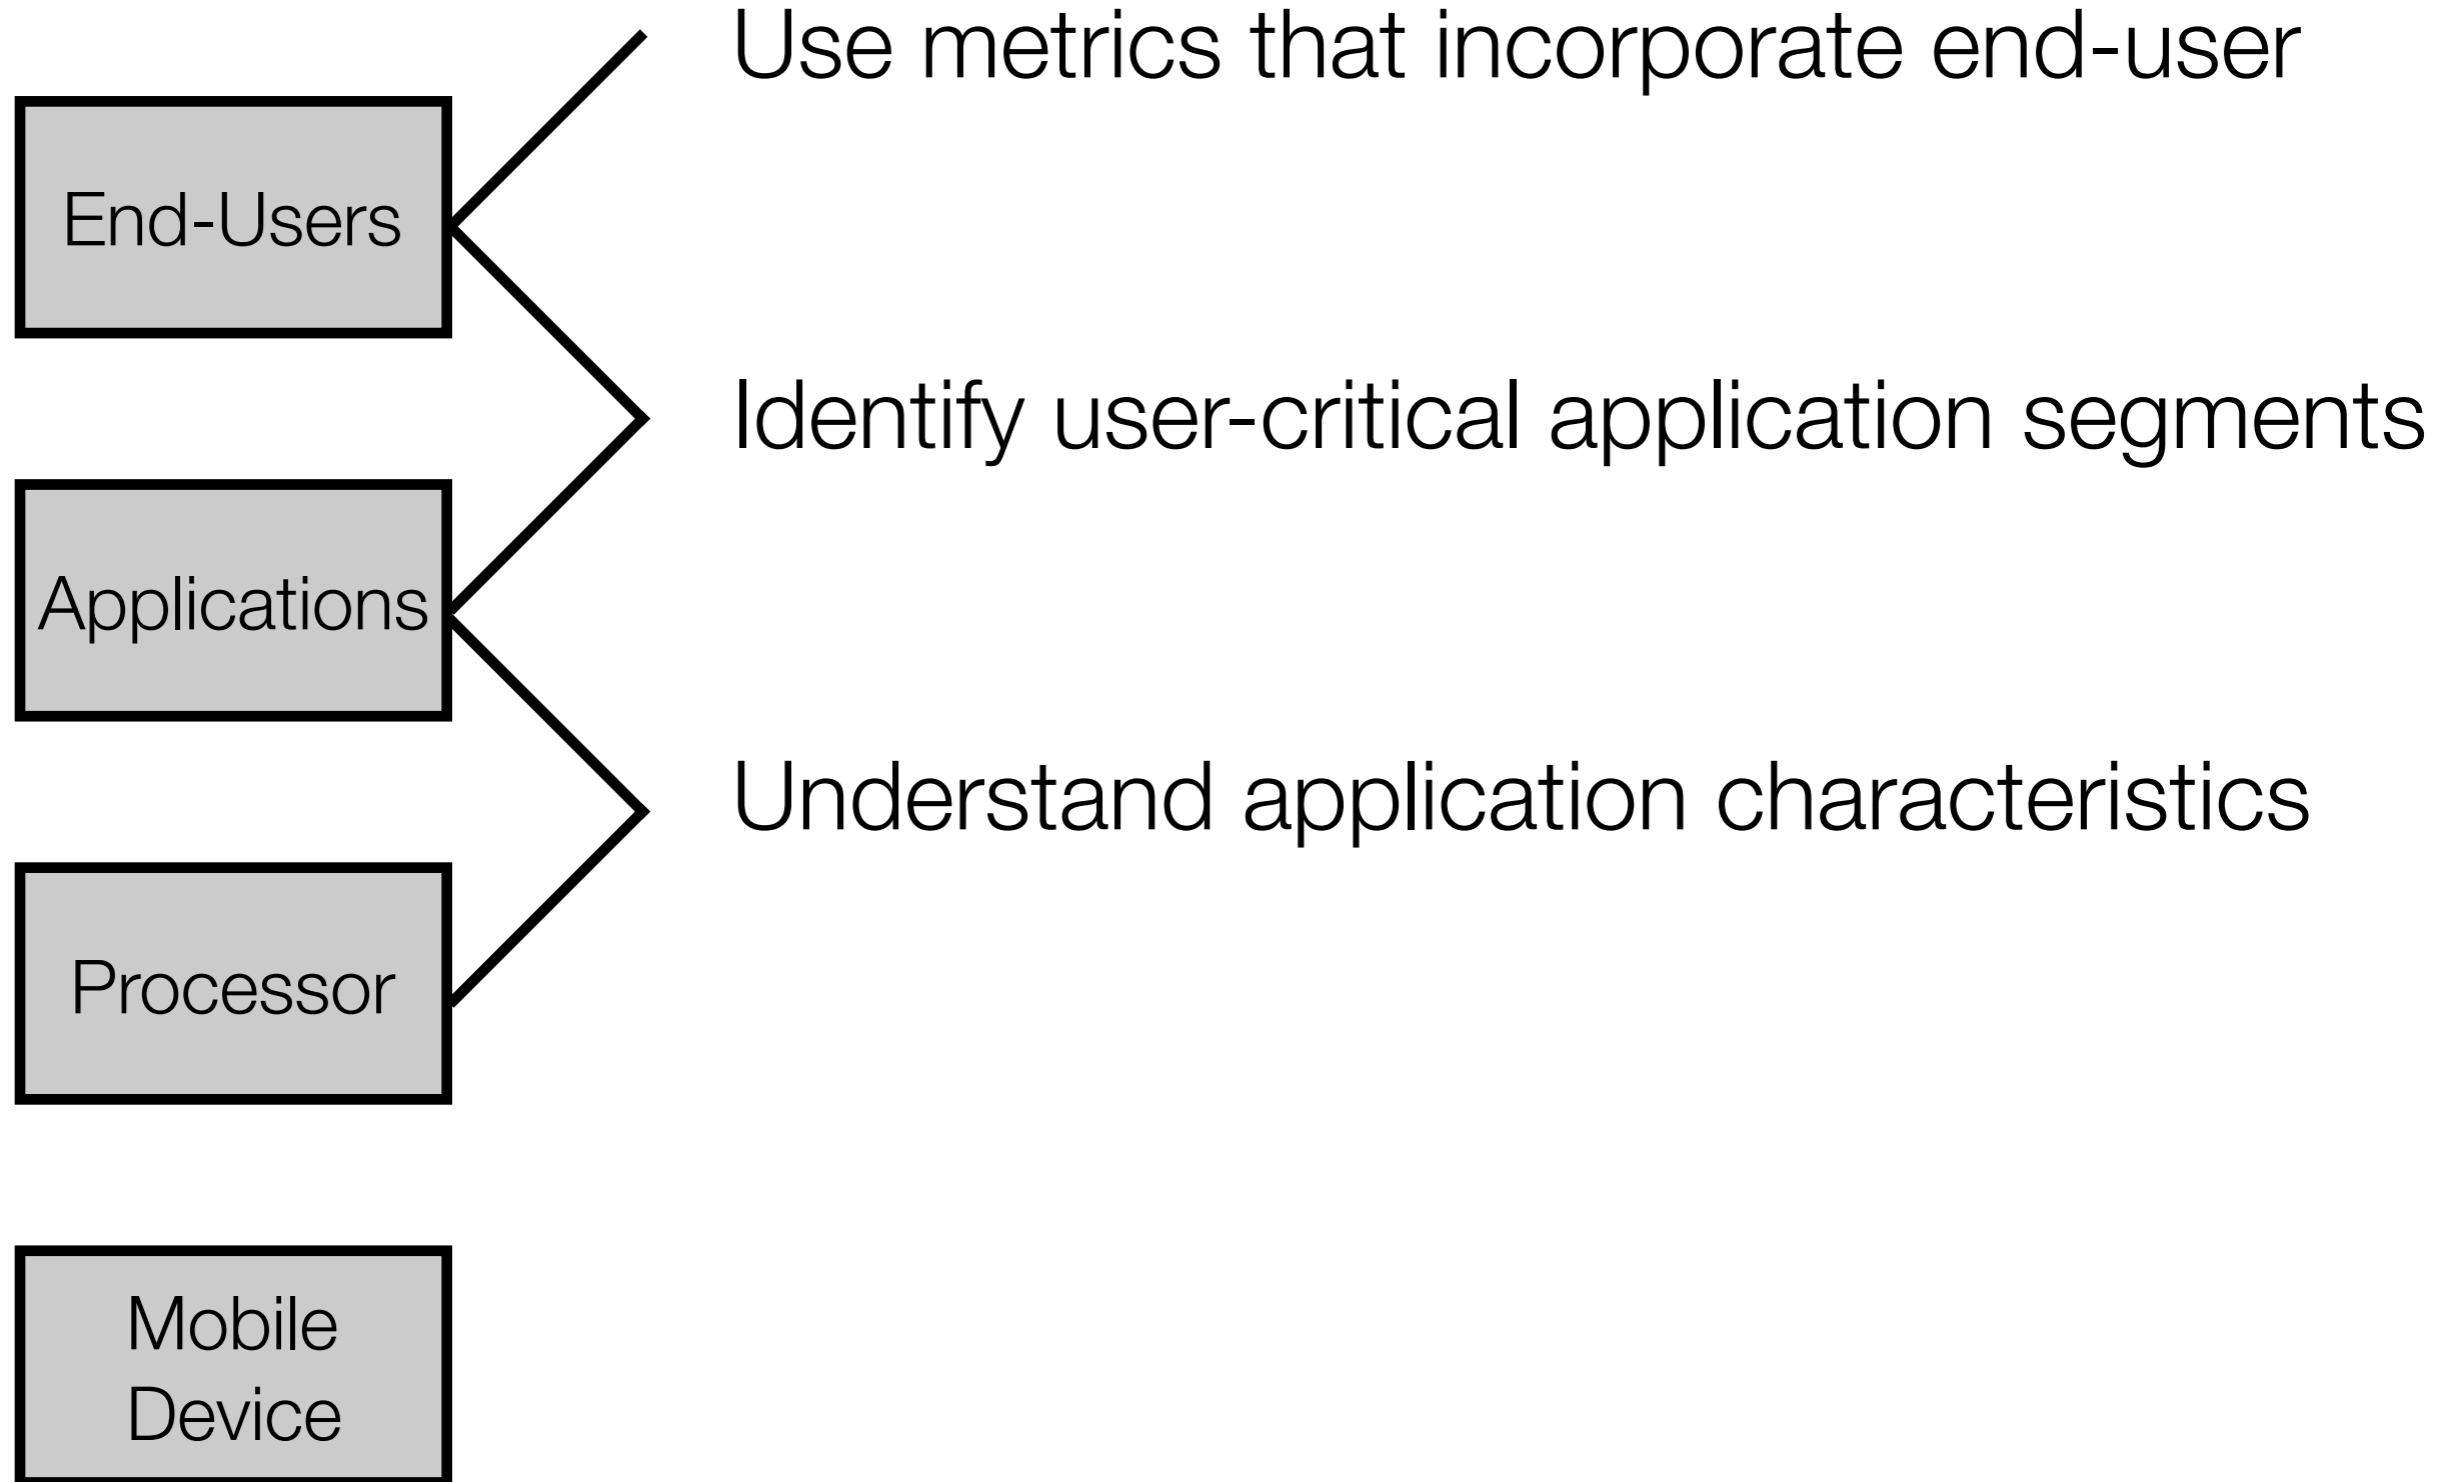 Use metrics that incorporate end-user
End-Users
Identify user-critical application segments
Applications
Understand application characteristics
Processor
Mobile
Device